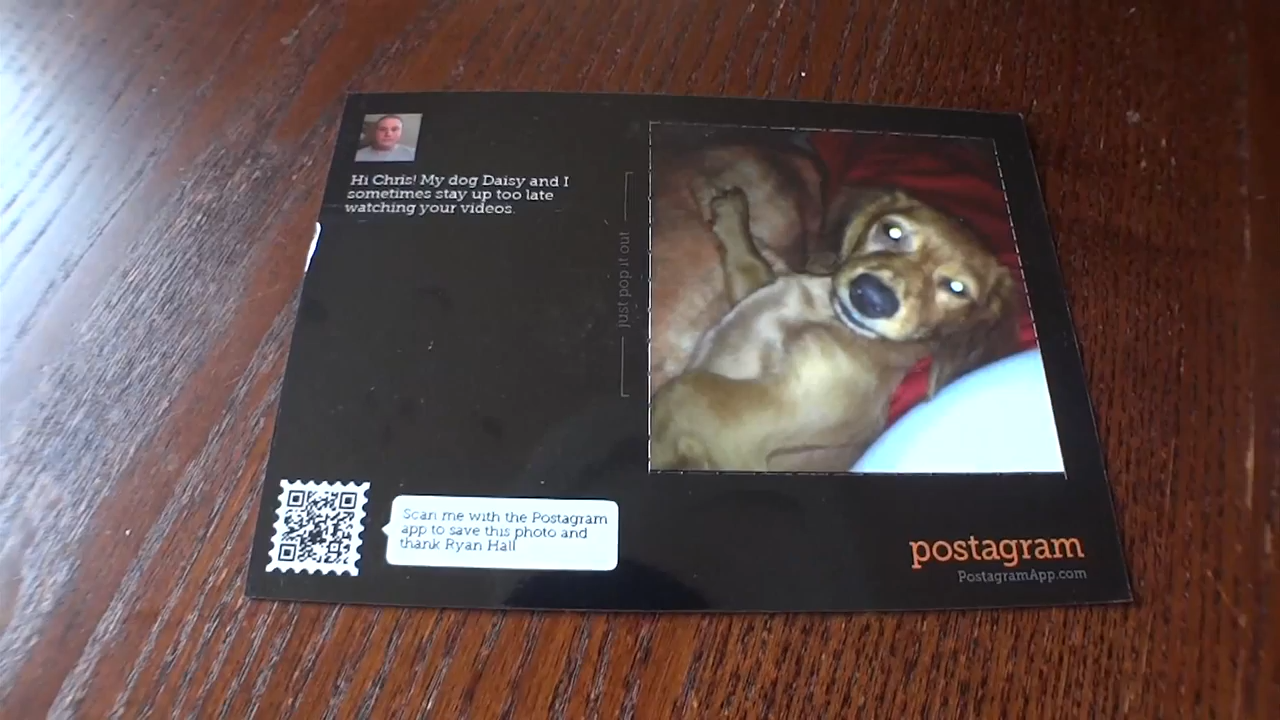 Hi Chris! My dog Daisy and I
sometimes stay up too late
watching your videos.
just pop it out
Scan me with the Postagram
app to save this photo and
thank Ryan Hall
postagram
PostagramApp.com